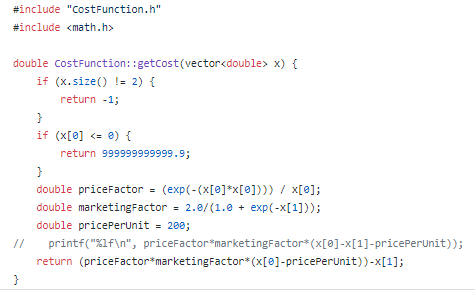 #include "CostFunction.h"
#include <math.h>

double CostFunction::getCost(vector<double> x) {
    if (x.size() != 2) {
        return -1;
    }
    if (x[0] <= 0) {
        return 999999999999.9;
    }
    double priceFactor = (exp(-(x[0]*x[0]))) / x[0];
    double marketingFactor = 2.0/(1.0 + exp(-x[1]));
    double pricePerUnit = 200;
//    printf("%lf\n", priceFactor*marketingFactor*(x[0]-x[1]-pricePerUnit));
    return (priceFactor*marketingFactor*(x[0]-pricePerUnit))-x[1];
}